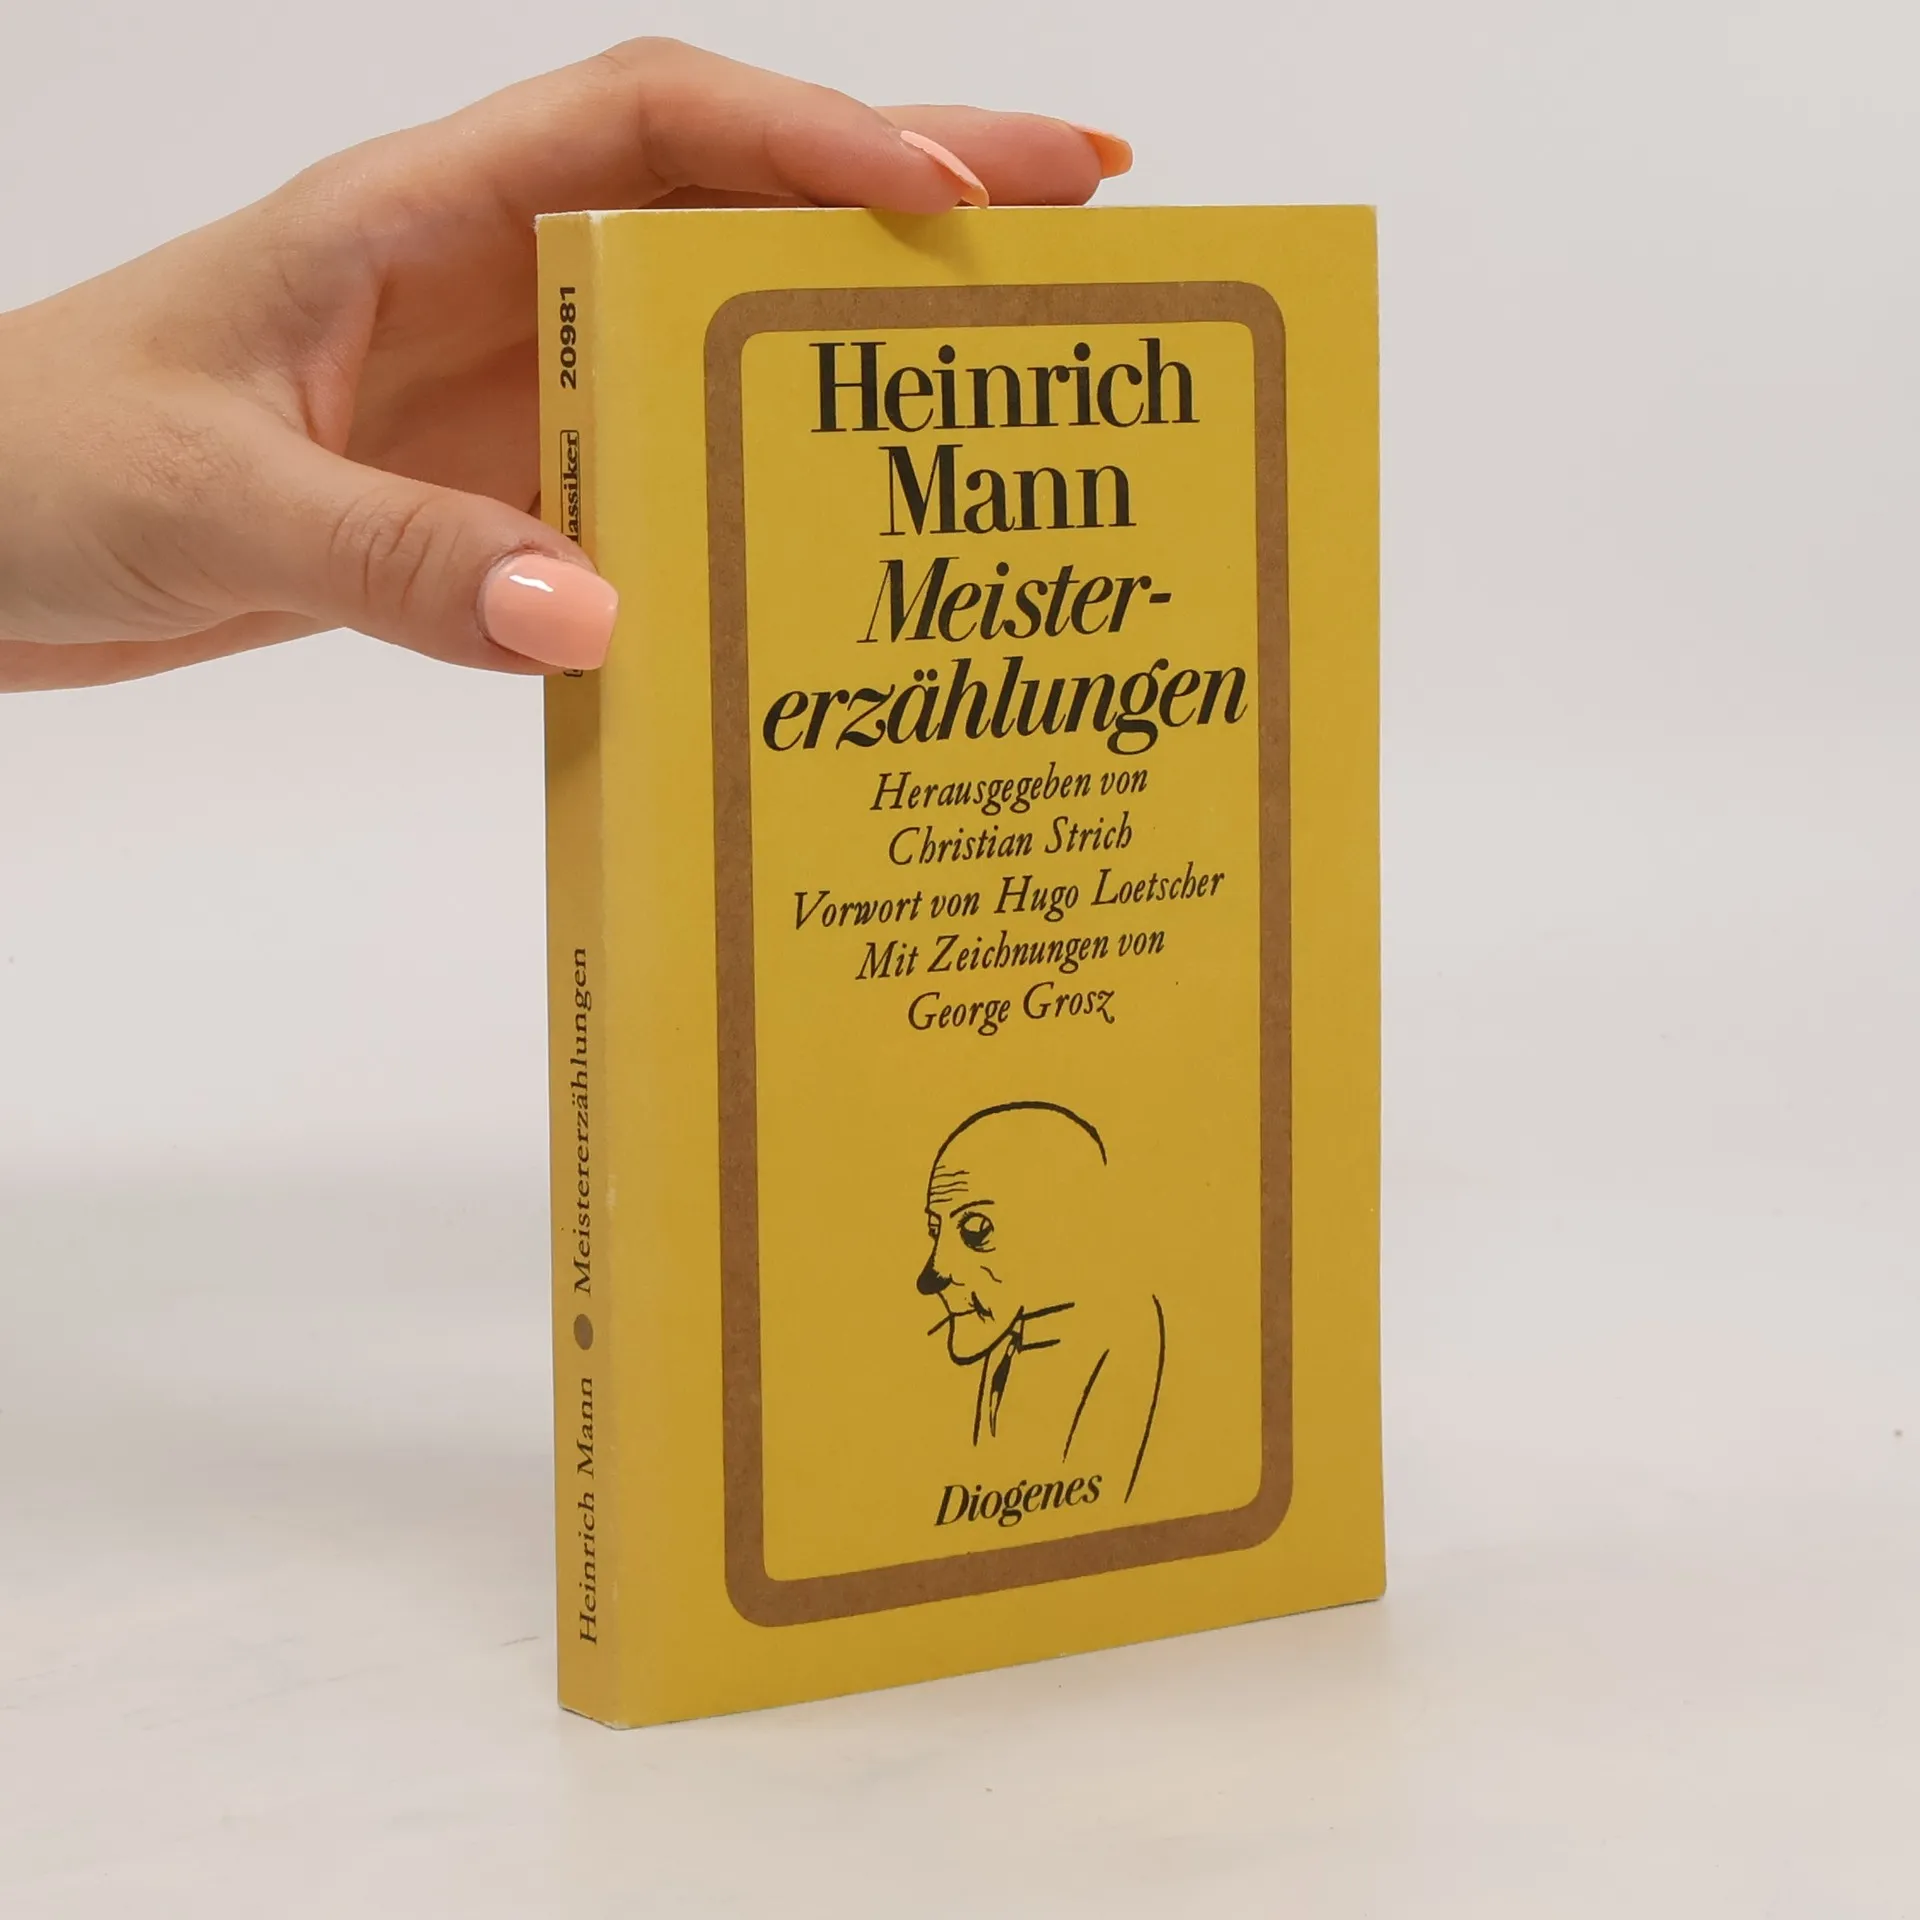 Heinrich
Mann
Meister-
erzählungen
Herausgegeben von
Christian Strich
Vorwort von Hugo Loetscher
Mit Zeichnungen von
George Grosz
Diogenes
Heinrich Mann ● Meistererzählungen
20981